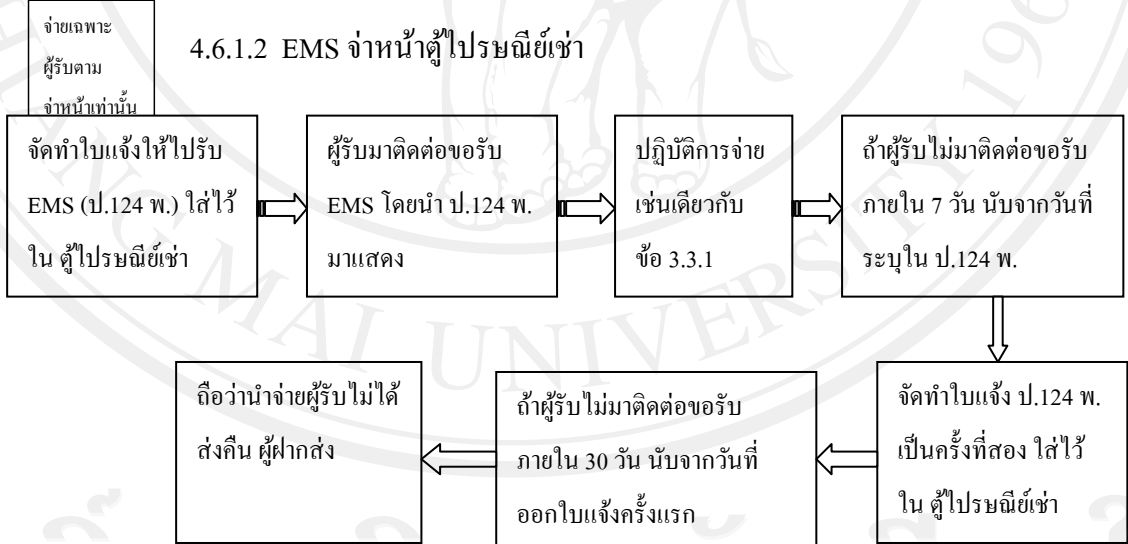 จ่ายเฉพาะ
ผู้รับตาม
จ่าหน้าเท่านั้น
4.6.1.2 EMS จ่าหน้าตู้ไปรษณีย์เช่า
จัดทำใบแจ้งให้ไปรับ
EMS (ป.124 พ.) ใส่ไว้
ใน ตู้ไปรษณีย์เช่า
ผู้รับมาติดต่อขอรับ
EMS โดยนำ ป.124 พ.
มาแสดง
ปฏิบัติการจ่าย
เช่นเดียวกับ
ข้อ 3.3.1
ถ้าผู้รับไม่มาติดต่อขอรับ
ภายใน 7 วัน นับจากวันที่
ระบุใน ป.124 พ.
จัดทำใบแจ้ง ป.124 พ.
เป็นครั้งที่สอง ใส่ไว้
ใน ตู้ไปรษณีย์เช่า
ถ้าผู้รับไม่มาติดต่อขอรับ
ภายใน 30 วัน นับจากวันที่
ออกใบแจ้งครั้งแรก
ถือว่านำจ่ายผู้รับไม่ได้
ส่งคืน ผู้ฝากส่ง
ANG MAI UNIVERSITY 196